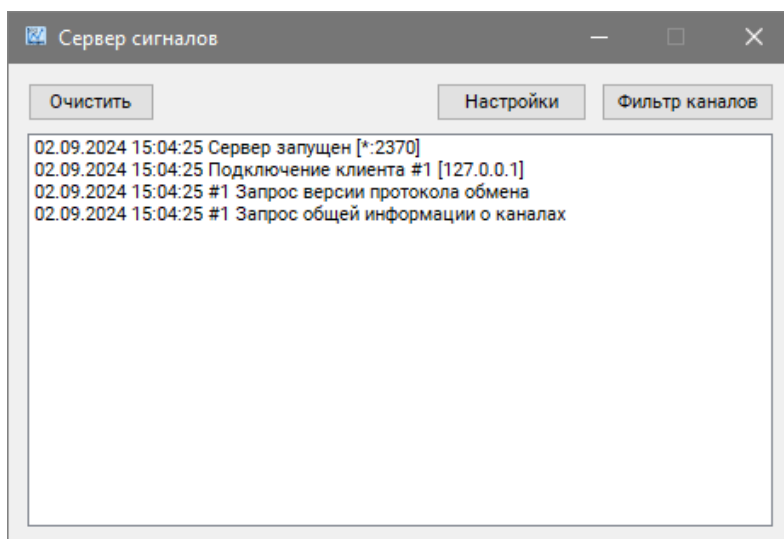 Сервер сигналов
Очистить
Настройки
Фильтр каналов
02.09.2024 15:04:25 Сервер запущен [*:2370]
02.09.2024 15:04:25 Подключение клиента #1 [127.0.0.1]
02.09.2024 15:04:25 #1 Запрос версии протокола обмена
02.09.2024 15:04:25 #1 Запрос общей информации о каналах